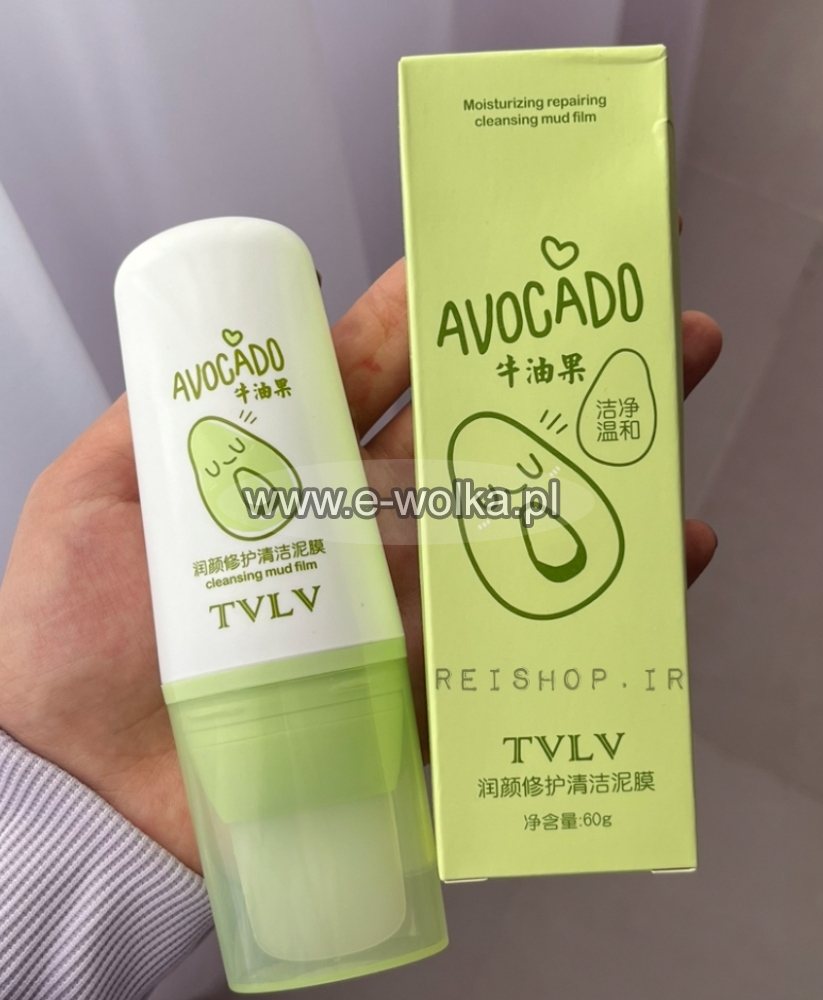 Moisturizing repairing
cleansing mud film
AVOCADO
牛油果
洁净
温和
REISHOP.IR
TVLV
润颜修护清洁泥膜
净含量:60g
AVOCADO
牛油果
www.e-wolka.pl
润颜修护清洁泥膜
cleansing mud film
TVLV